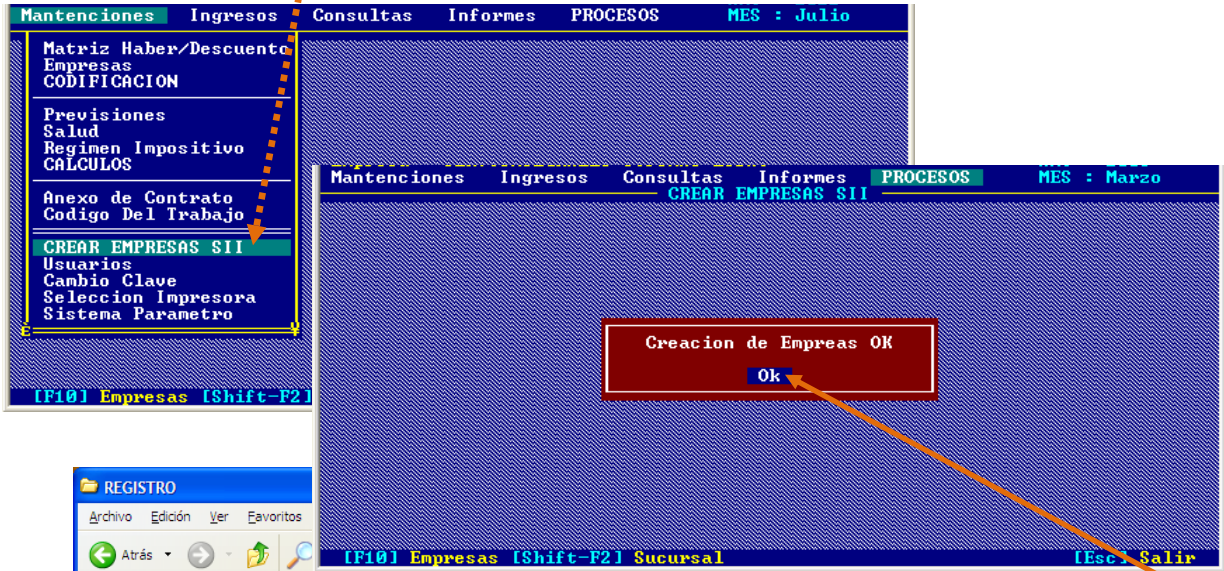 Mantenciones Ingresos Consultas Informes PROCESOS MES : Julio
Matriz Haber/Descuento
Empresas
CODIFICACION
Previsiones
Salud
Regimen Impositivo
CALCULOS
Anexo de Contrato
Codigo Del Trabajo
CREAR EMPRESAS SII
Usuarios
Cambio Clave
Seleccion Impresora
Sistema Parametro
[F10] Empresas [Shift-F2]
Mantenciones Ingresos Consultas Informes PROCESOS MES : Marzo
CREAR EMPRESAS SII
Creacion de Empreas OK
Ok
[F10] Empresas [Shift-F2] Sucursal [Esc] Salir
REGISTRO
Archivo Edición Ver Favoritos
Atrás